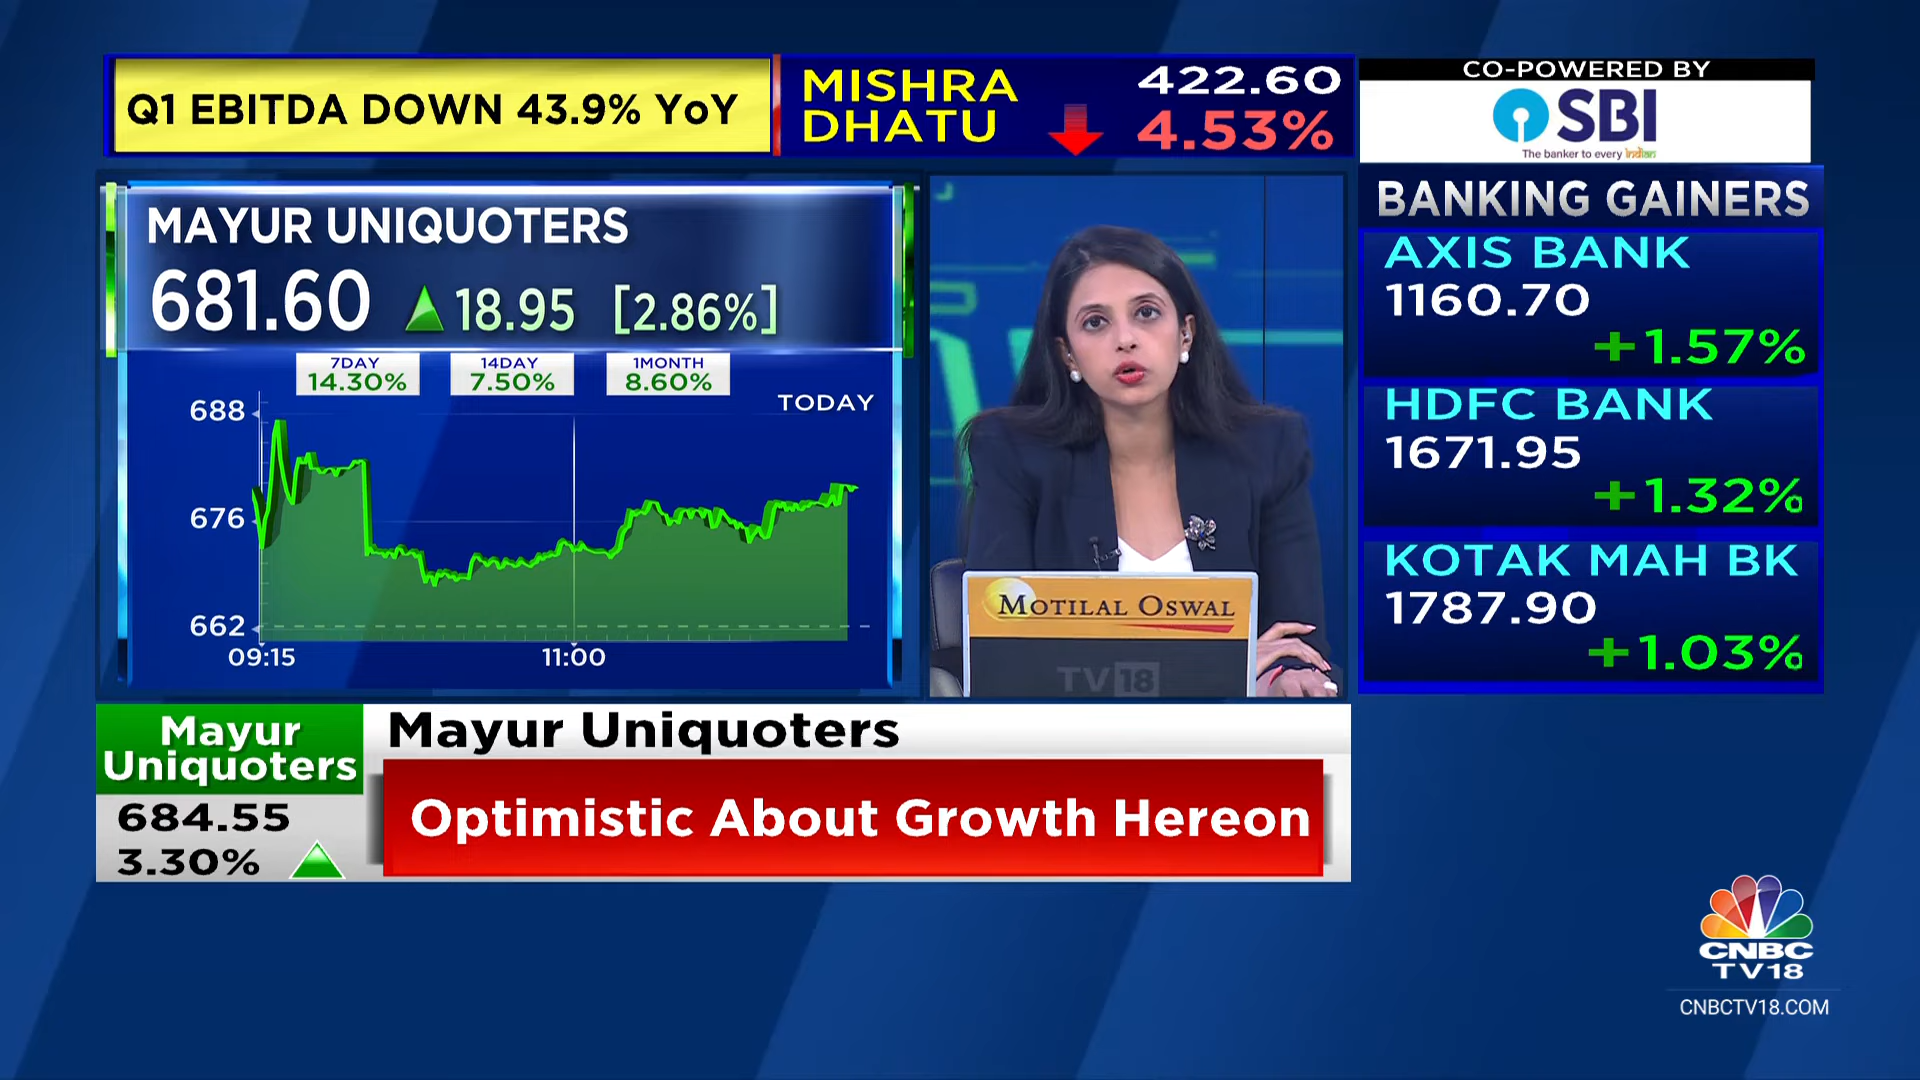 Q1 EBITDA DOWN 43.9% YoY
MISHRA
DHATU
422.60
4.53%
CO-POWERED BY
SBI
The banker to every indian
BANKING GAINERS
AXIS BANK
1160.70
+1.57%
HDFC BANK
1671.95
+1.32%
KOTAK MAH BK
1787.90
+1.03%
MAYUR UNIQUOTERS
681.60 18.95 [2.86%]
7DAY
14.30%
14DAY
7.50%
1MONTH
8.60%
TODAY
688
676
662
09:15
11:00
MOTILAL OSWAL
TV18
Mayur
Uniquoters
684.55
3.30%
Mayur Uniquoters
Optimistic About Growth Hereon
CNBC
TV18
CNBCTV18.COM